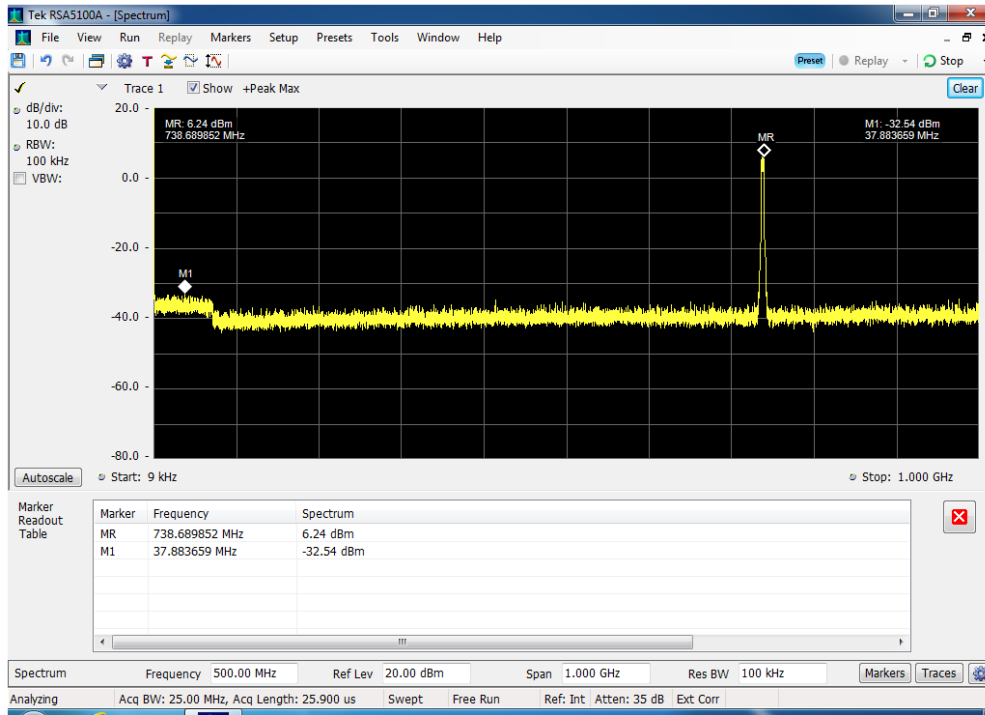 Tek RSA5100A - [Spectrum]
File View Run Replay Markers Setup Presets Tools Window Help
Preset Replay Stop
Trace 1 Show +Peak Max Clear
dB/div:
10.0 dB
RBW:
100 kHz
VBW:
20.0
0.0
-20.0
-40.0
-60.0
-80.0
MR: 6.24 dBm
738.689852 MHz
M1: -32.54 dBm
37.883659 MHz
MR
M1
Autoscale Start: 9 kHz Stop: 1.000 GHz
Marker
Readout
Table
Marker Frequency Spectrum
MR 738.689852 MHz 6.24 dBm
M1 37.883659 MHz -32.54 dBm
Spectrum Frequency 500.00 MHz Ref Lev 20.00 dBm Span 1.000 GHz Res BW 100 kHz Markers Traces
Analyzing Acq BW: 25.00 MHz, Acq Length: 25.900 us Swept Free Run Ref: Int Atten: 35 dB Ext Corr